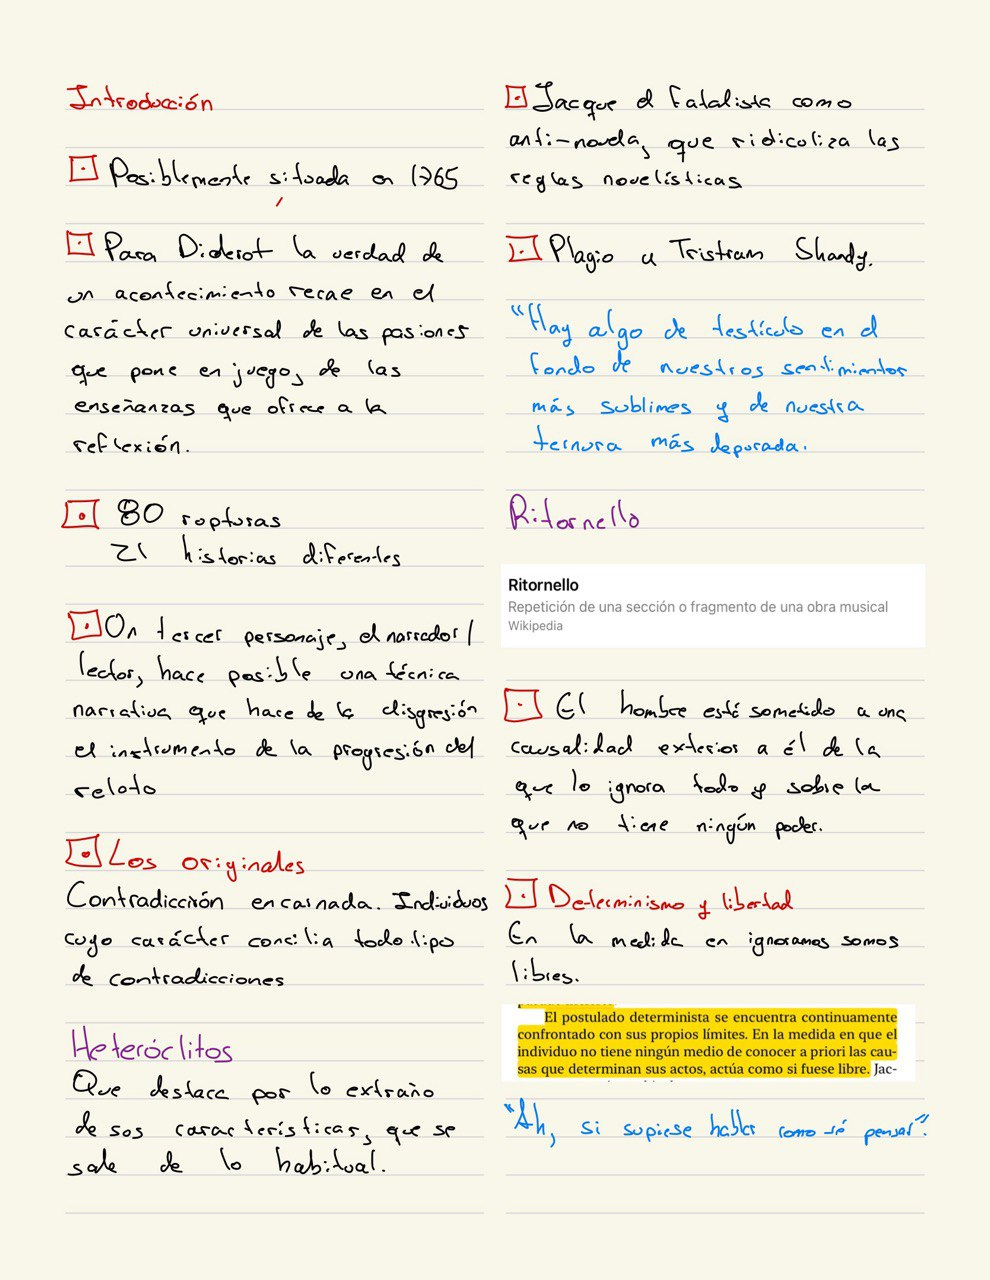 Introducción
Posiblemente situada en 1765
Para Diderot la verdad de
un acontecimiento recae en el
carácter universal de las pasiones
que pone en juego, de las
enseñanzas que ofrece a la
reflexión.
80 rupturas
21 historias diferentes
Un tercer personaje, el narrador/
lector, hace posible una técnica
narrativa que hace de la disgresión
el instrumento de la progresión del
relato
Los originales
Contradicción encarnada. Individuos
cuyo carácter concilia todo tipo
de contradicciones
Heteróclitos
Que destaca por lo extraño
de sus características, que se
sale de lo habitual.
Jacque el Fatalista como
anti-novela, que ridiculiza las
reglas novelísticas
Plagio a Tristram Shandy.
"Hay algo de testículo en el
fondo de nuestros sentimientos
más sublimes y de nuestra
ternura más depurada.
Ritornello
Ritornello
Repetición de una sección o fragmento de una obra musical
Wikipedia
El hombre está sometido a una
causalidad exterior a él de la
que lo ignora todo y sobre la
que no tiene ningún poder.
Determinismo y libertad
En la medida en ignoramos somos
libres.
El postulado determinista se encuentra continuamente
confrontado con sus propios límites. En la medida en que el
individuo no tiene ningún medio de conocer a priori las cau-
sas que determinan sus actos, actúa como si fuese libre. Jac-
"Ah, si supiese hablar como sé pensar".